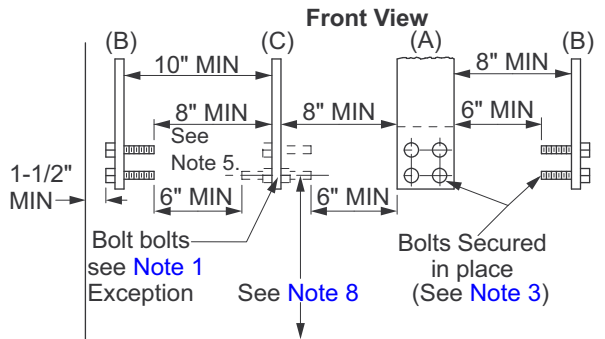 Front View
(B)
(C)
(A)
(B)
10" MIN
8" MIN
8" MIN
8" MIN
6" MIN
See
Note 5.
1-1/2"
MIN
6" MIN
6" MIN
Bolt bolts
see Note 1
Exception
See Note 8
Bolts Secured
in place
(See Note 3)